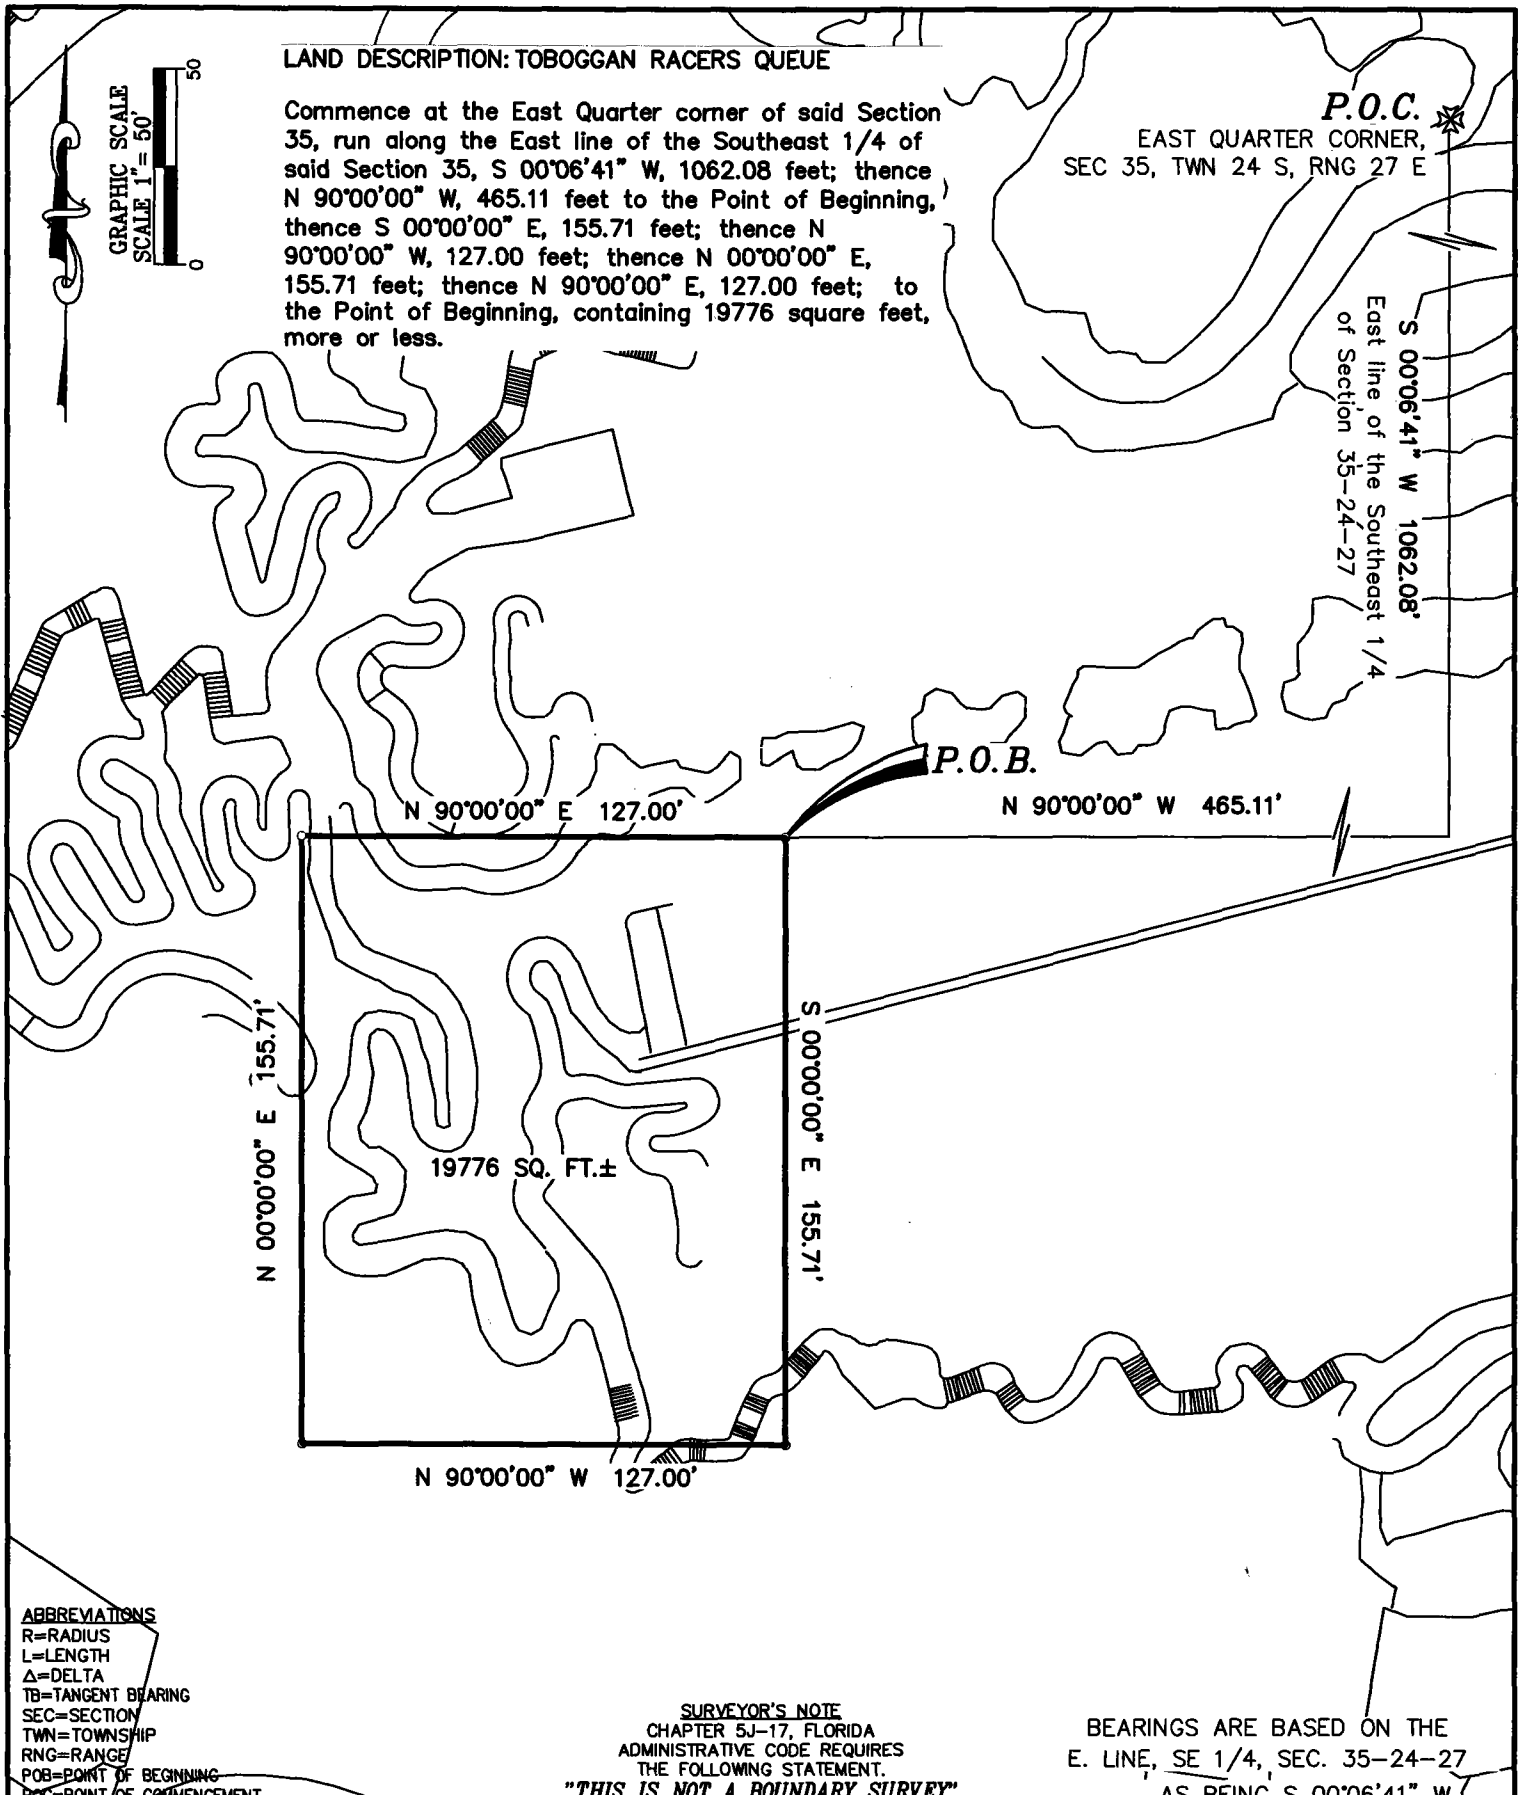 LAND DESCRIPTION: TOBOGGAN RACERS QUEUE
Commence at the East Quarter corner of said Section
35, run along the East line of the Southeast 1/4 of
said Section 35, S 00°06'41" W, 1062.08 feet; thence
N 90°00'00" W, 465.11 feet to the Point of Beginning,
thence S 00°00'00" E, 155.71 feet; thence N
90°00'00" W, 127.00 feet; thence N 00°00'00" E,
155.71 feet; thence N 90°00'00" E, 127.00 feet; to
the Point of Beginning, containing 19776 square feet,
more or less.
GRAPHIC SCALE
SCALE 1"= 50'
0
50
P.O.C.
EAST QUARTER CORNER,
SEC 35, TWN 24 S, RNG 27 E
S 00°06'41" W 1062.08'
East line of the Southeast 1/4
of Section 35-24-27
P.O.B.
N 90°00'00" E 127.00'
N 90°00'00" W 465.11'
N 00°00'00" E 155.71'
S 00°00'00" E 155.71'
19776 SQ. FT.±
N 90°00'00" W 127.00'
ABBREVIATIONS
R=RADIUS
L=LENGTH
Δ=DELTA
TB=TANGENT BEARING
SEC=SECTION
TWN=TOWNSHIP
RNG=RANGE
POB=POINT OF BEGINNING
POC=POINT OF COMMENCEMENT
SURVEYOR'S NOTE
CHAPTER 5J-17, FLORIDA
ADMINISTRATIVE CODE REQUIRES
THE FOLLOWING STATEMENT.
"THIS IS NOT A BOUNDARY SURVEY"
BEARINGS ARE BASED ON THE
E. LINE, SE 1/4, SEC. 35-24-27
AS BEING S 00°06'41" W